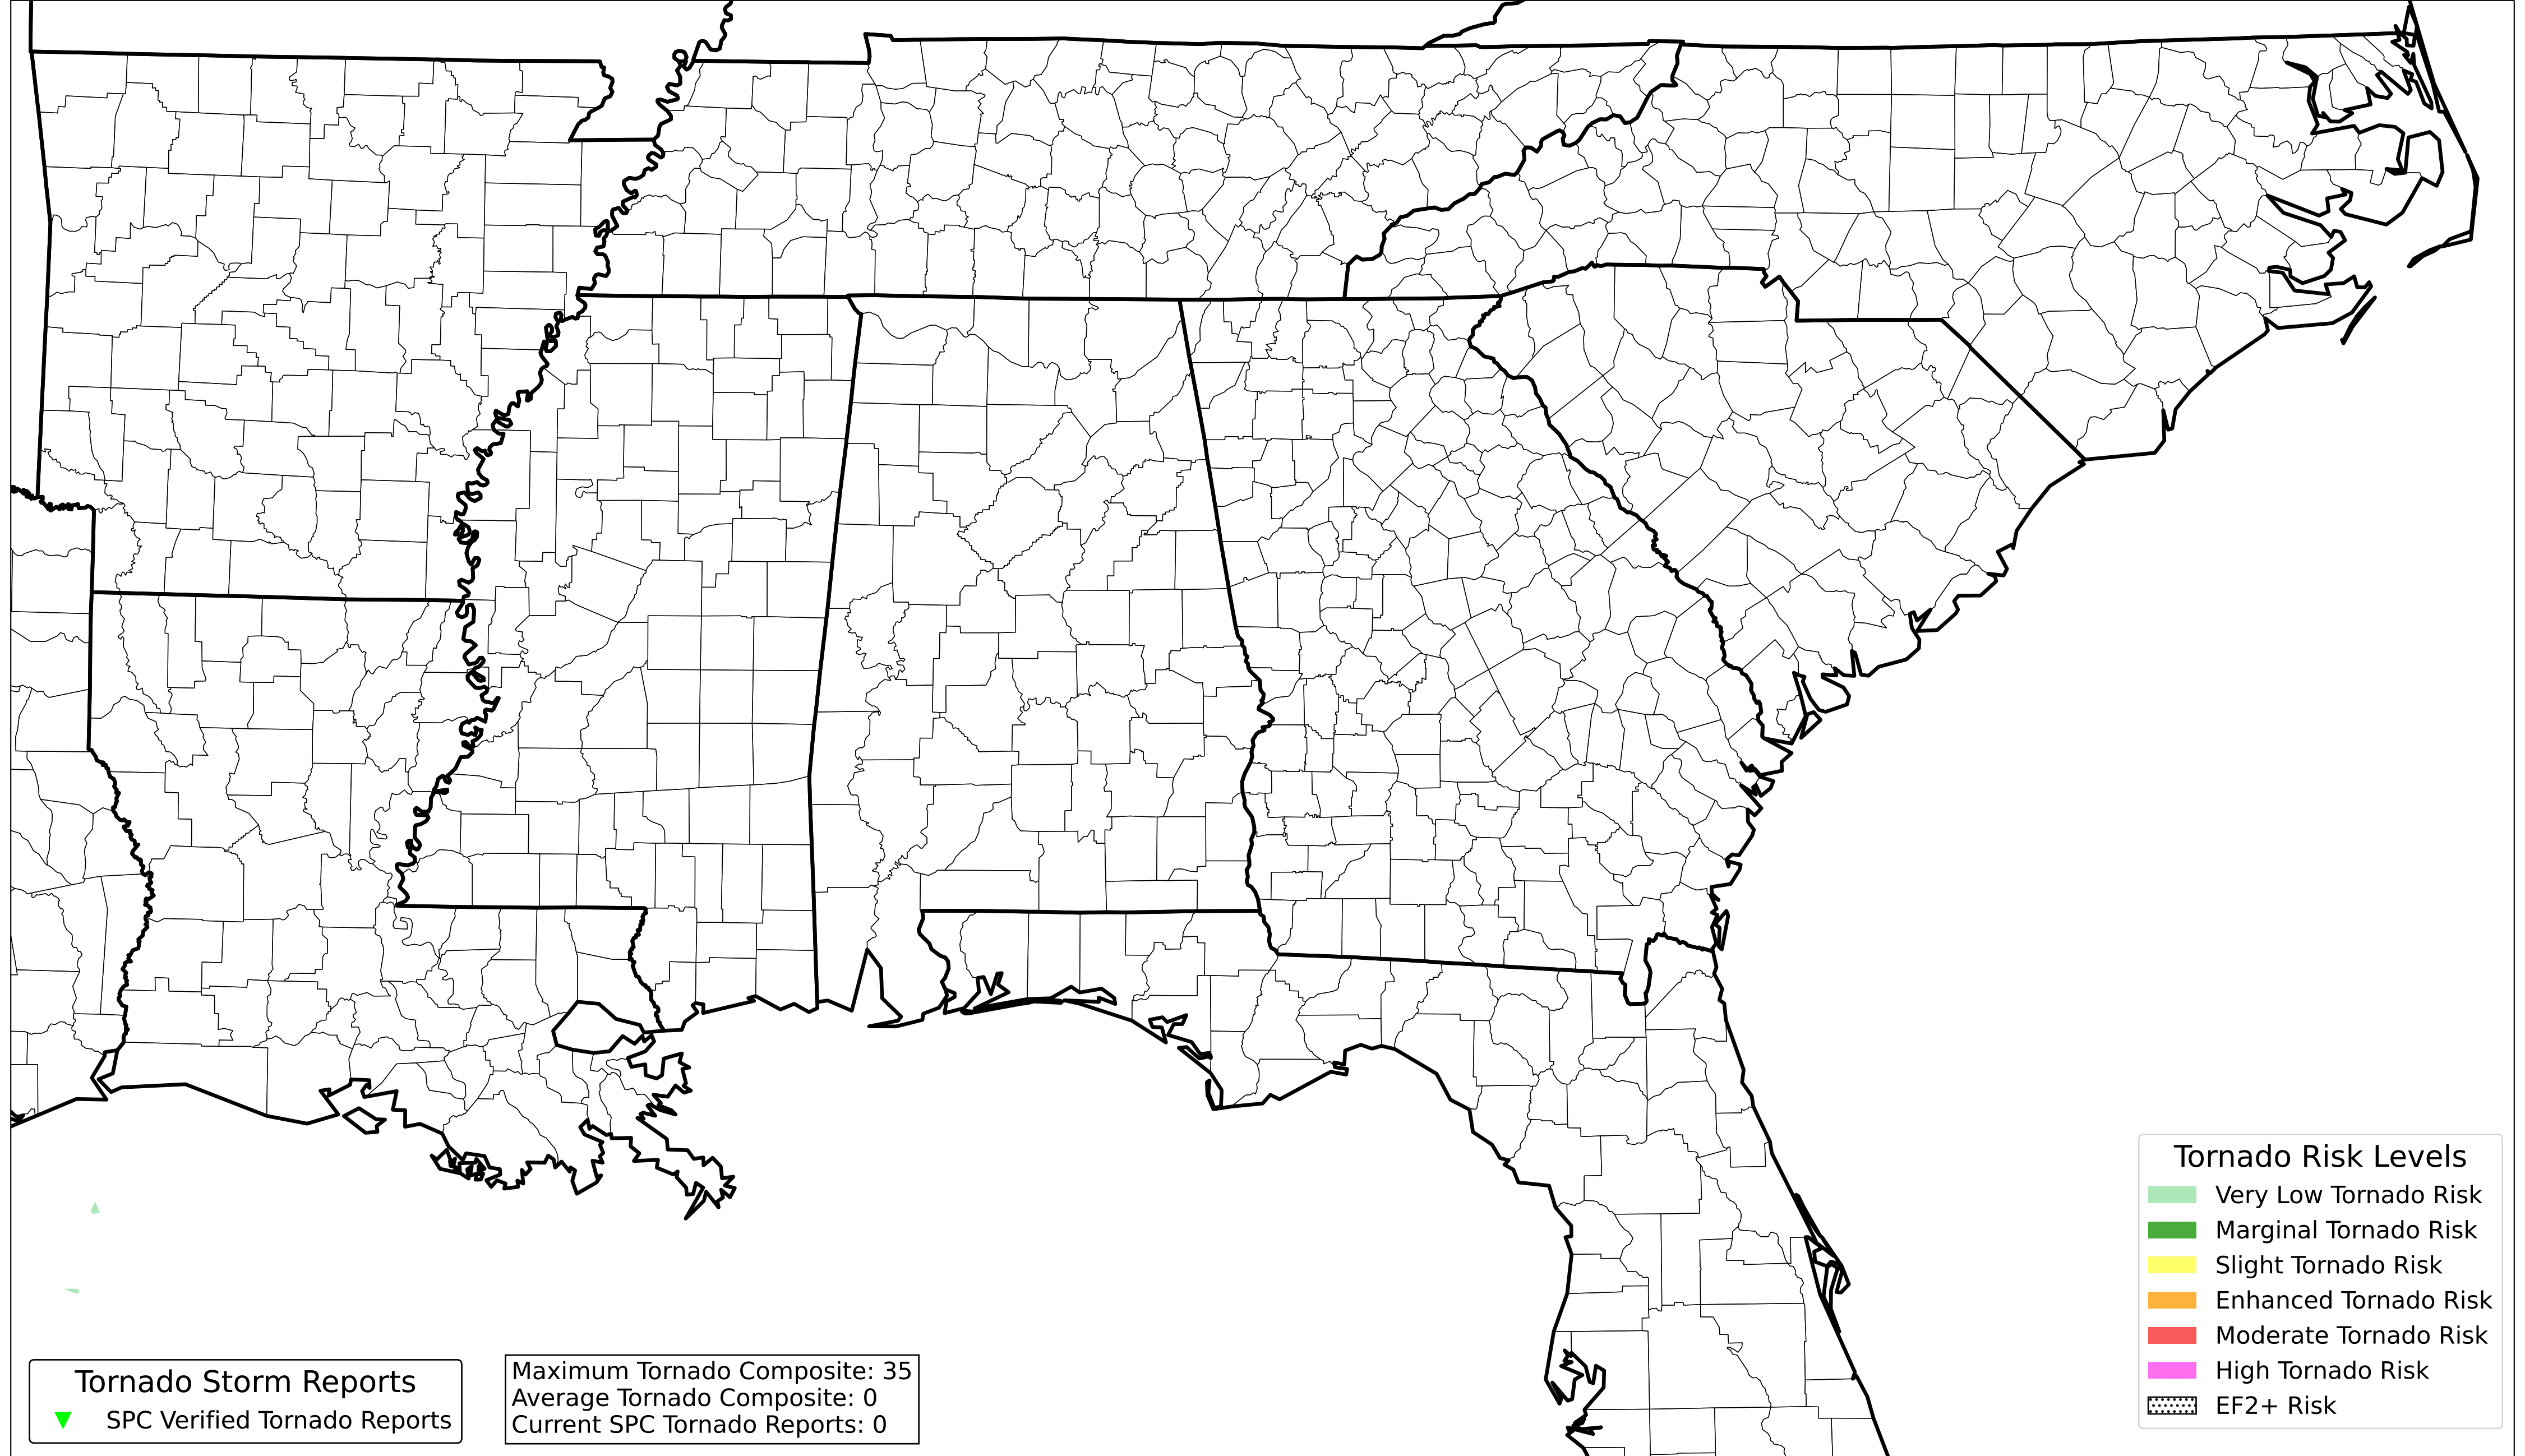 Tornado Risk Levels
Very Low Tornado Risk
Marginal Tornado Risk
Slight Tornado Risk
Enhanced Tornado Risk
Moderate Tornado Risk
High Tornado Risk
EF2+ Risk
Tornado Storm Reports
SPC Verified Tornado Reports
Maximum Tornado Composite: 35
Average Tornado Composite: 0
Current SPC Tornado Reports: 0